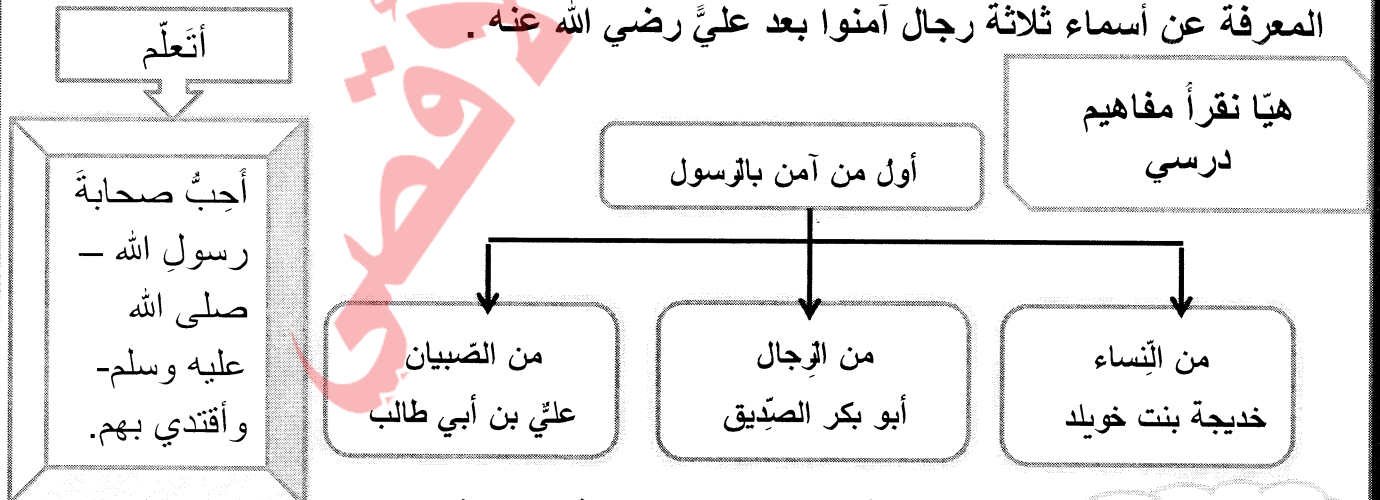 المعرفة عن أسماء ثلاثة رجال آمنوا بعد عليًّ رضي الله عنه .
هيّا نقرأ مفاهيم
درسي
أول من آمن بالرسول
من النِّساء
خديجة بنت خويلد
من الرِجال
أبو بكر الصدِّيق
من الصّبيان
عليٌّ بن أبي طالب
أتَعلّم
أَحِبُّ صحابةَ
رسولِ الله –
صلى الله
عليه وسلم-
وأقتدي بهم.